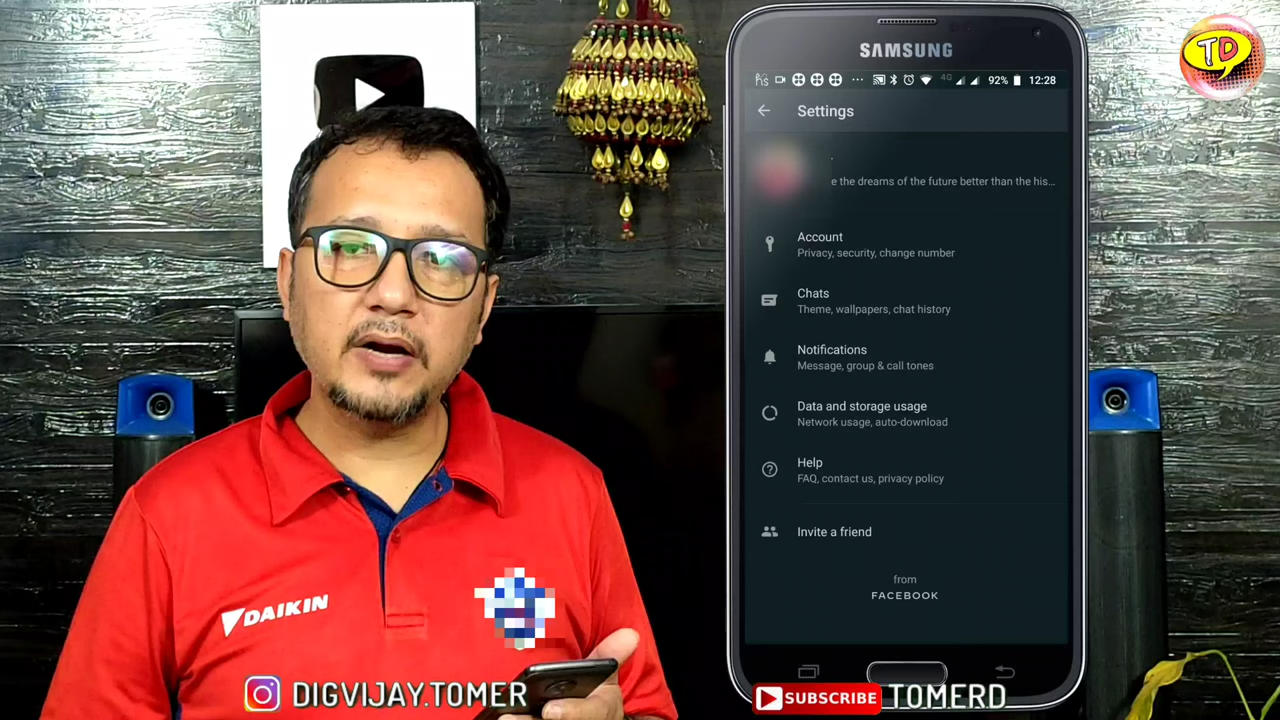 SAMSUNG
92% 12:28
Settings
e the dreams of the future better than the his...
Account
Privacy, security, change number
Chats
Theme, wallpapers, chat history
Notifications
Message, group & call tones
Data and storage usage
Network usage, auto-download
Help
FAQ, contact us, privacy policy
Invite a friend
from
FACEBOOK
TD
DAIKIN
DIGVIJAY.TOMER
SUBSCRIBE TOMERD